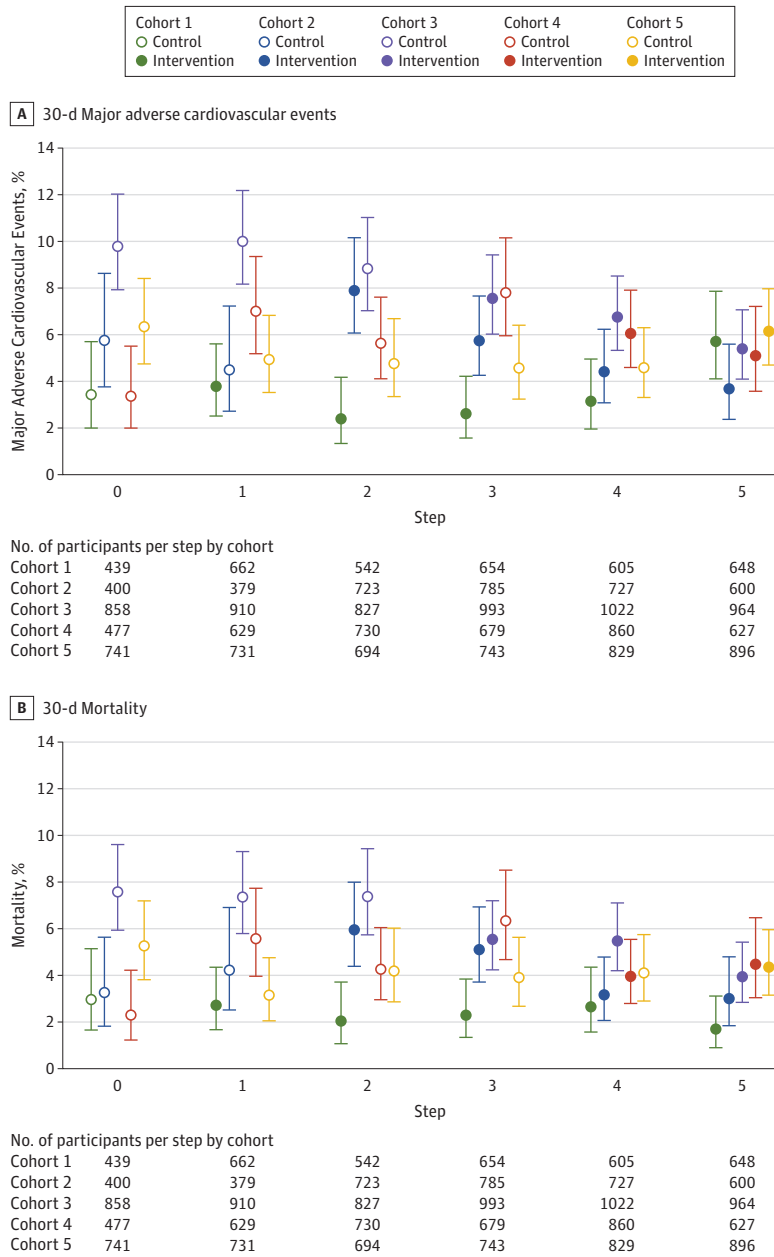 Cohort 1 Cohort 2 Cohort 3 Cohort 4 Cohort 5
Control Control Control Control Control
Intervention Intervention Intervention Intervention Intervention
A 30-d Major adverse cardiovascular events
Major Adverse Cardiovascular Events, %
14
12
10
8
6
4
2
0
0 1 2 3 4 5
Step
No. of participants per step by cohort
Cohort 1 439 662 542 654 605 648
Cohort 2 400 379 723 785 727 600
Cohort 3 858 910 827 993 1022 964
Cohort 4 477 629 730 679 860 627
Cohort 5 741 731 694 743 829 896
B 30-d Mortality
Mortality, %
14
12
10
8
6
4
2
0
0 1 2 3 4 5
Step
No. of participants per step by cohort
Cohort 1 439 662 542 654 605 648
Cohort 2 400 379 723 785 727 600
Cohort 3 858 910 827 993 1022 964
Cohort 4 477 629 730 679 860 627
Cohort 5 741 731 694 743 829 896